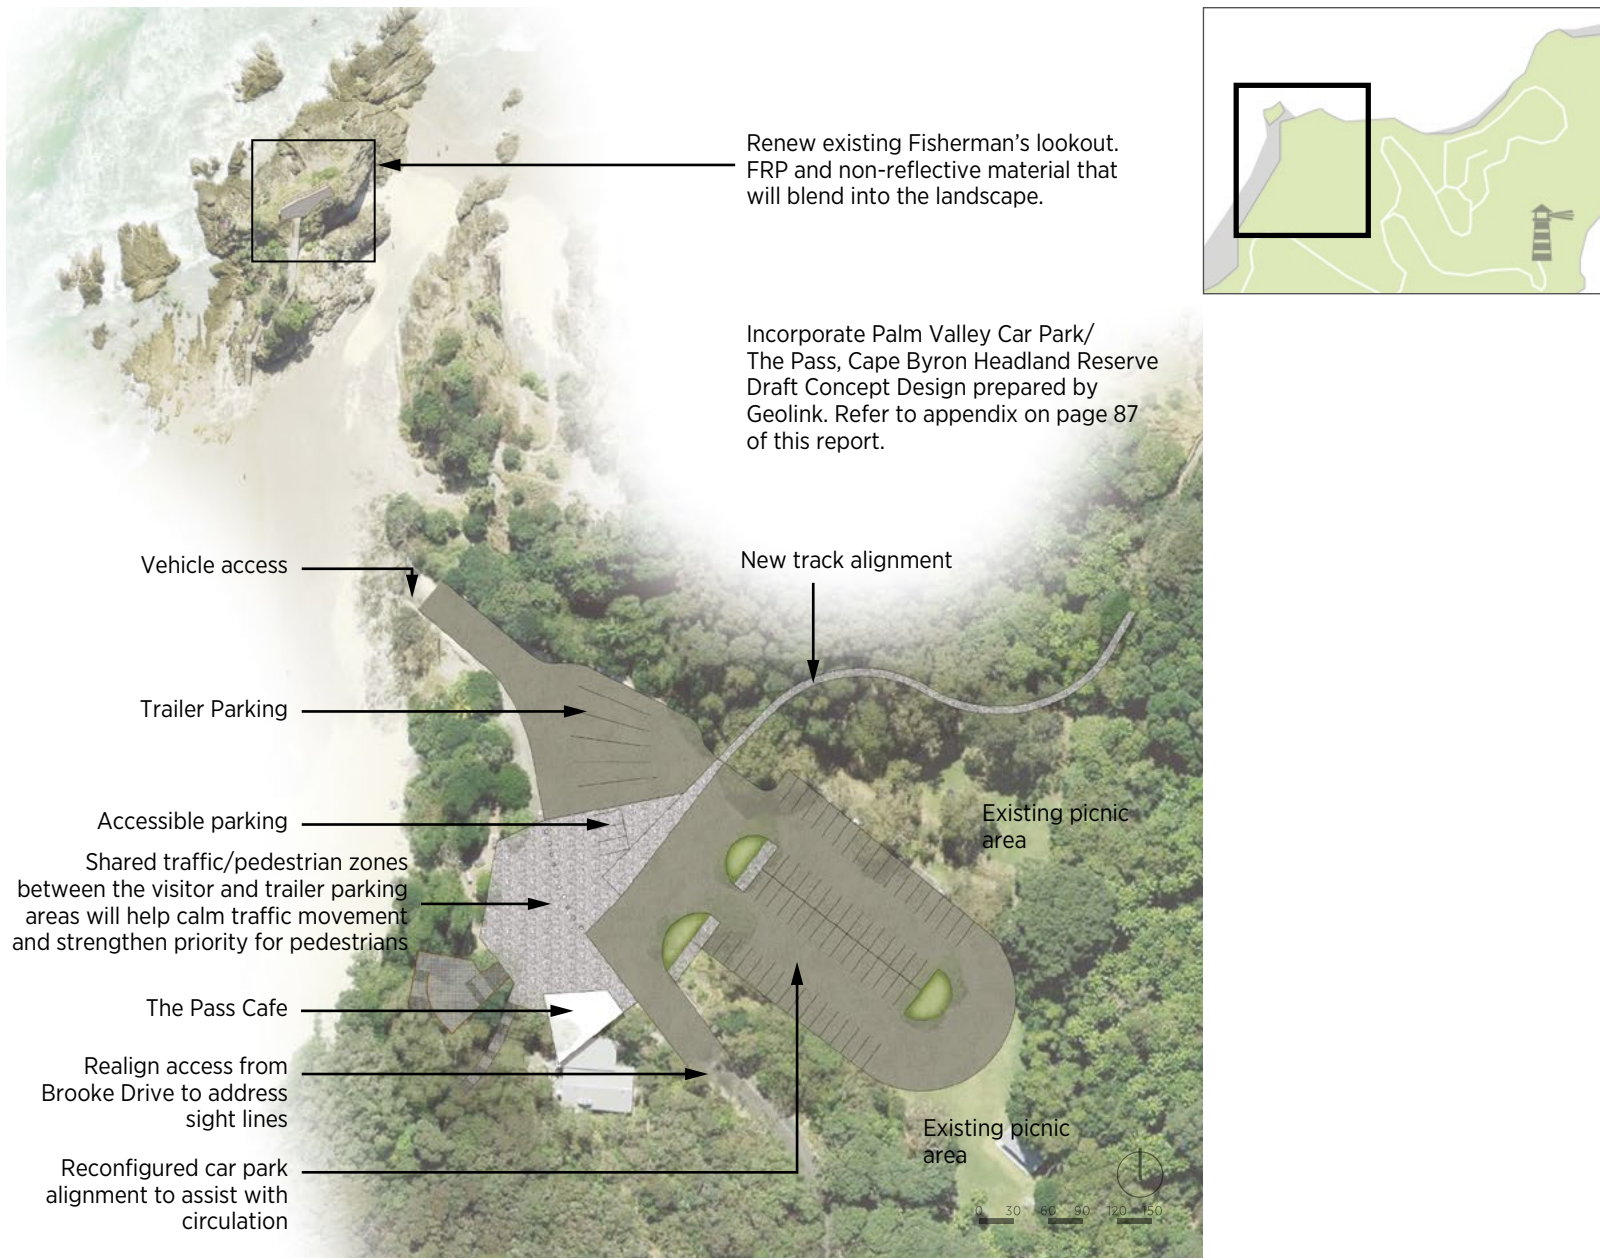 Renew existing Fisherman’s lookout.
FRP and non-reflective material that
will blend into the landscape.
Incorporate Palm Valley Car Park/
The Pass, Cape Byron Headland Reserve
Draft Concept Design prepared by
Geolink. Refer to appendix on page 87
of this report.
Vehicle access
New track alignment
Trailer Parking
Accessible parking
Existing picnic
area
Shared traffic/pedestrian zones
between the visitor and trailer parking
areas will help calm traffic movement
and strengthen priority for pedestrians
The Pass Cafe
Realign access from
Brooke Drive to address
sight lines
Existing picnic
area
Reconfigured car park
alignment to assist with
circulation
0 30 60 90 120 150